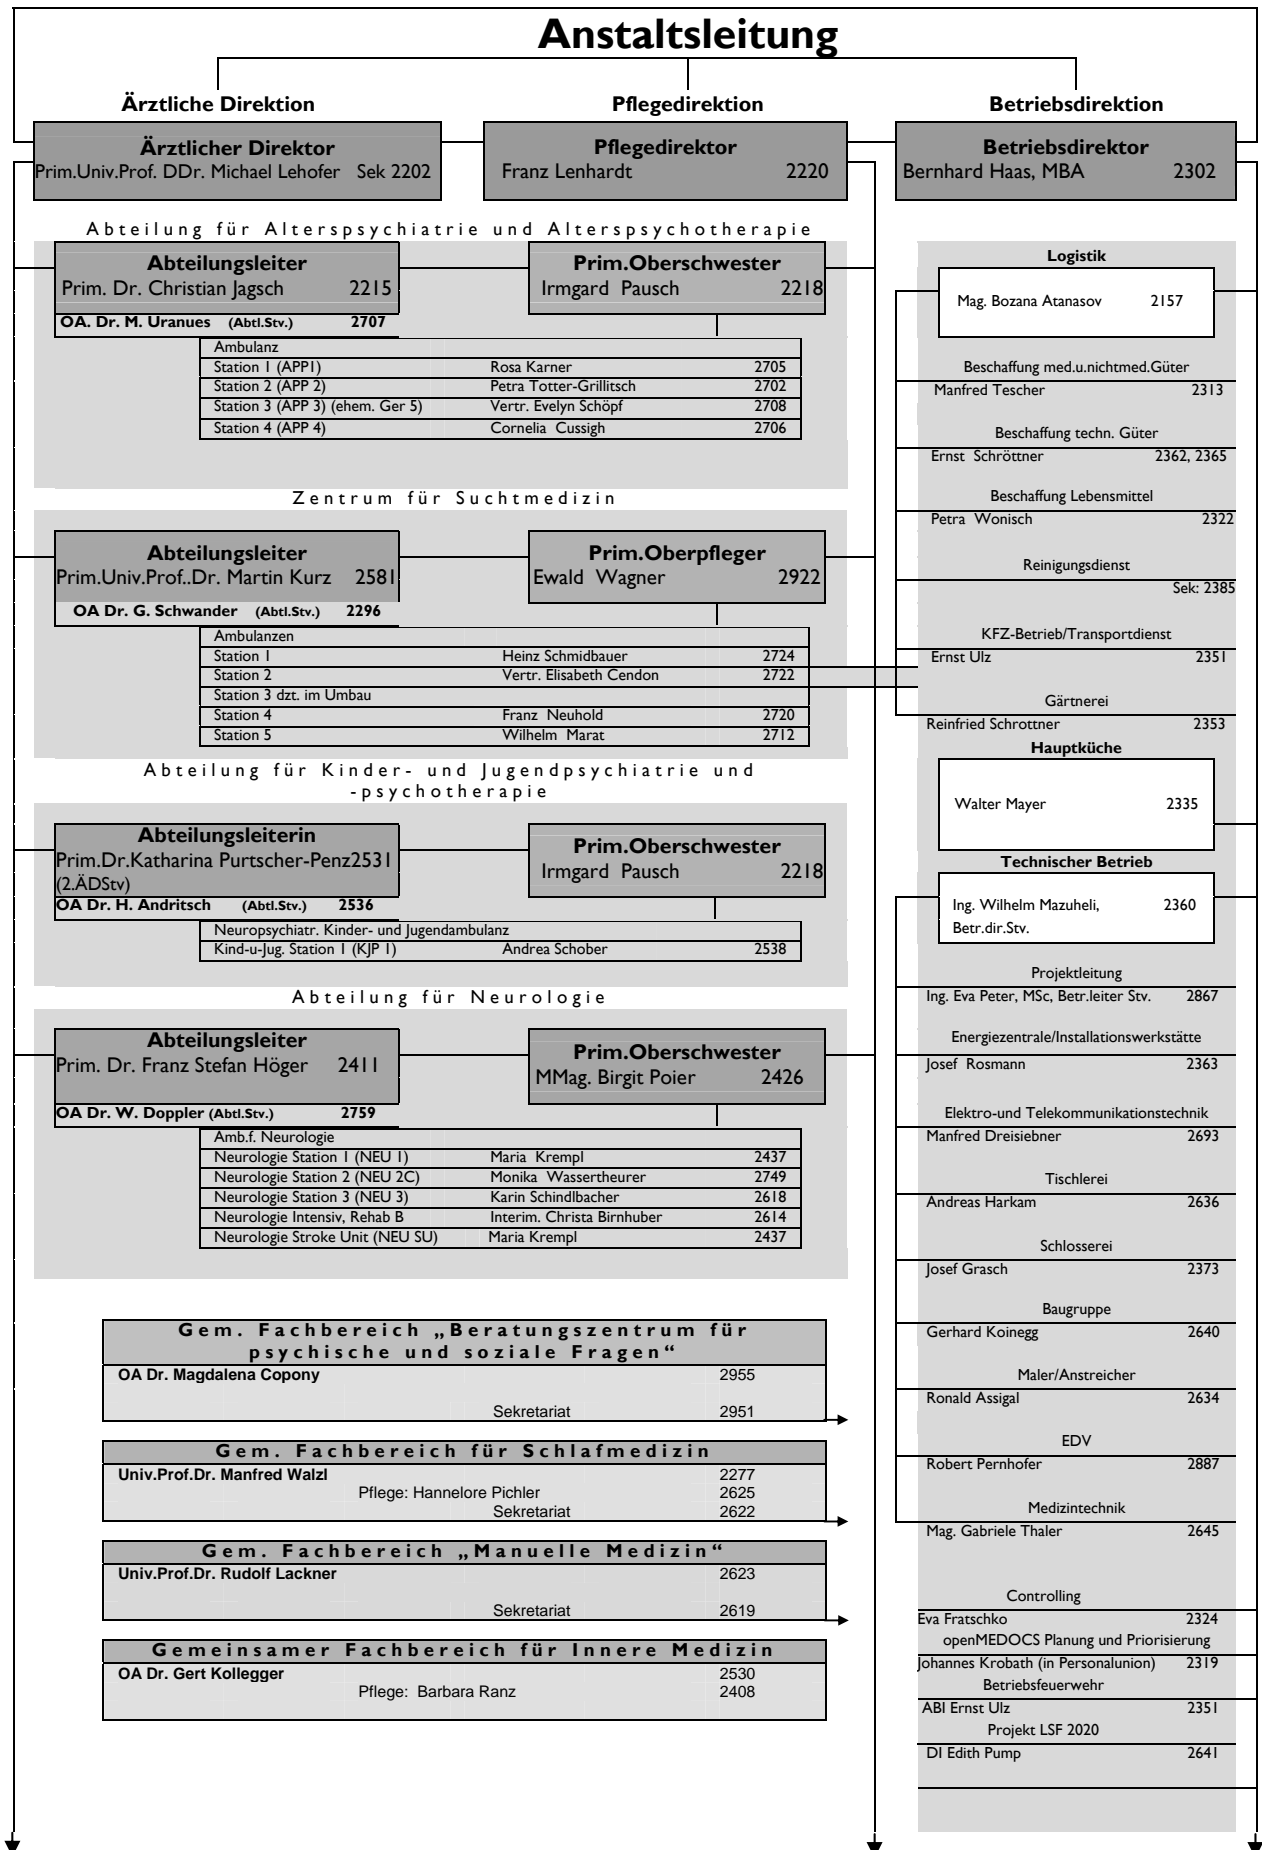 Anstaltsleitung
Ärztliche Direktion
Pflegedirektion
Betriebsdirektion
Ärztlicher Direktor
Prim.Univ.Prof. DDr. Michael Lehofer Sek 2202
Pflegedirektor
Franz Lenhardt 2220
Betriebsdirektor
Bernhard Haas, MBA 2302
Abteilung für Alterspsychiatrie und Alterspsychotherapie
Abteilungsleiter
Prim. Dr. Christian Jagsch 2215
OA. Dr. M. Uranues (Abtl.Stv.) 2707
Prim.Oberschwester
Irmgard Pausch 2218
Ambulanz
Station 1 (APP1) Rosa Karner 2705
Station 2 (APP 2) Petra Totter-Grillitsch 2702
Station 3 (APP 3) (ehem. Ger 5) Vertr. Evelyn Schöpf 2708
Station 4 (APP 4) Cornelia Cussigh 2706
Zentrum für Suchtmedizin
Abteilungsleiter
Prim.Univ.Prof..Dr. Martin Kurz 2581
OA Dr. G. Schwander (Abtl.Stv.) 2296
Prim.Oberpfleger
Ewald Wagner 2922
Ambulanzen
Station 1 Heinz Schmidbauer 2724
Station 2 Vertr. Elisabeth Cendon 2722
Station 3 dzt. im Umbau
Station 4 Franz Neuhold 2720
Station 5 Wilhelm Marat 2712
Abteilung für Kinder- und Jugendpsychiatrie und
-psychotherapie
Abteilungsleiterin
Prim.Dr.Katharina Purtscher-Penz2531
(2.ÄDStv)
OA Dr. H. Andritsch (Abtl.Stv.) 2536
Prim.Oberschwester
Irmgard Pausch 2218
Neuropsychiatr. Kinder- und Jugendambulanz
Kind-u-Jug. Station 1 (KJP 1) Andrea Schober 2538
Abteilung für Neurologie
Abteilungsleiter
Prim. Dr. Franz Stefan Höger 2411
OA Dr. W. Doppler (Abtl.Stv.) 2759
Prim.Oberschwester
MMag. Birgit Poier 2426
Amb.f. Neurologie
Neurologie Station 1 (NEU 1) Maria Krempl 2437
Neurologie Station 2 (NEU 2C) Monika Wassertheurer 2749
Neurologie Station 3 (NEU 3) Karin Schindlbacher 2618
Neurologie Intensiv, Rehab B Interim. Christa Birnhuber 2614
Neurologie Stroke Unit (NEU SU) Maria Krempl 2437
Gem. Fachbereich „Beratungszentrum für
psychische und soziale Fragen“
OA Dr. Magdalena Copony 2955
Sekretariat 2951
Gem. Fachbereich für Schlafmedizin
Univ.Prof.Dr. Manfred Walzl 2277
Pflege: Hannelore Pichler 2625
Sekretariat 2622
Gem. Fachbereich „Manuelle Medizin“
Univ.Prof.Dr. Rudolf Lackner 2623
Sekretariat 2619
Gemeinsamer Fachbereich für Innere Medizin
OA Dr. Gert Kollegger 2530
Pflege: Barbara Ranz 2408
Logistik
Mag. Bozana Atanasov 2157
Beschaffung med.u.nichtmed.Güter
Manfred Tescher 2313
Beschaffung techn. Güter
Ernst Schröttner 2362, 2365
Beschaffung Lebensmittel
Petra Wonisch 2322
Reinigungsdienst
Sek: 2385
KFZ-Betrieb/Transportdienst
Ernst Ulz 2351
Gärtnerei
Reinfried Schrottner 2353
Hauptküche
Walter Mayer 2335
Technischer Betrieb
Ing. Wilhelm Mazuheli, 2360
Betr.dir.Stv.
Projektleitung
Ing. Eva Peter, MSc, Betr.leiter Stv. 2867
Energiezentrale/Installationswerkstätte
Josef Rosmann 2363
Elektro-und Telekommunikationstechnik
Manfred Dreisiebner 2693
Tischlerei
Andreas Harkam 2636
Schlosserei
Josef Grasch 2373
Baugruppe
Gerhard Koinegg 2640
Maler/Anstreicher
Ronald Assigal 2634
EDV
Robert Pernhofer 2887
Medizintechnik
Mag. Gabriele Thaler 2645
Controlling
Eva Fratschko 2324
openMEDOCS Planung und Priorisierung
Johannes Krobath (in Personalunion) 2319
Betriebsfeuerwehr
ABI Ernst Ulz 2351
Projekt LSF 2020
DI Edith Pump 2641